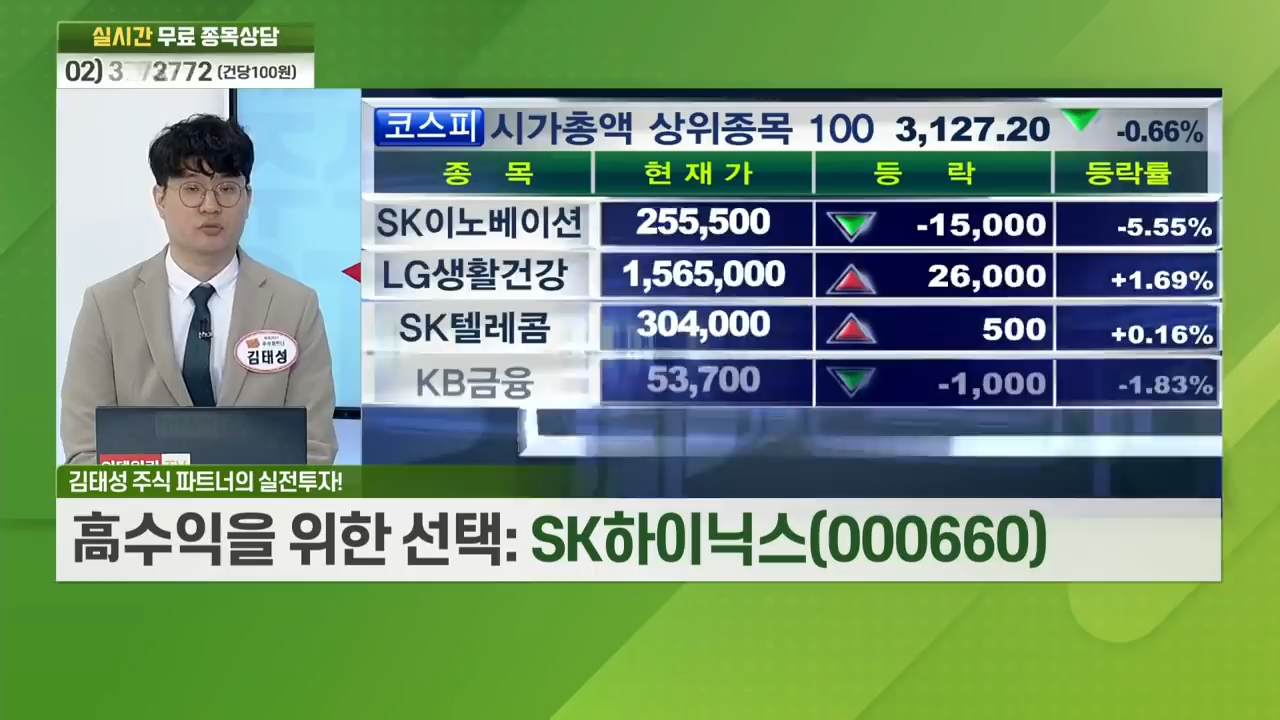 실시간 무료 종목상담
02) 3 72772 (건당100원)
코스피 시가총액 상위종목 100 3,127.20 -0.66%
종 목 현 재 가 등 락 등락률
SK이노베이션 255,500 -15,000 -5.55%
LG생활건강 1,565,000 26,000 +1.69%
SK텔레콤 304,000 500 +0.16%
KB금융 53,700 -1,000 -1.83%
김태성
김태성 주식 파트너의 실전투자!
高수익을 위한 선택: SK하이닉스(000660)